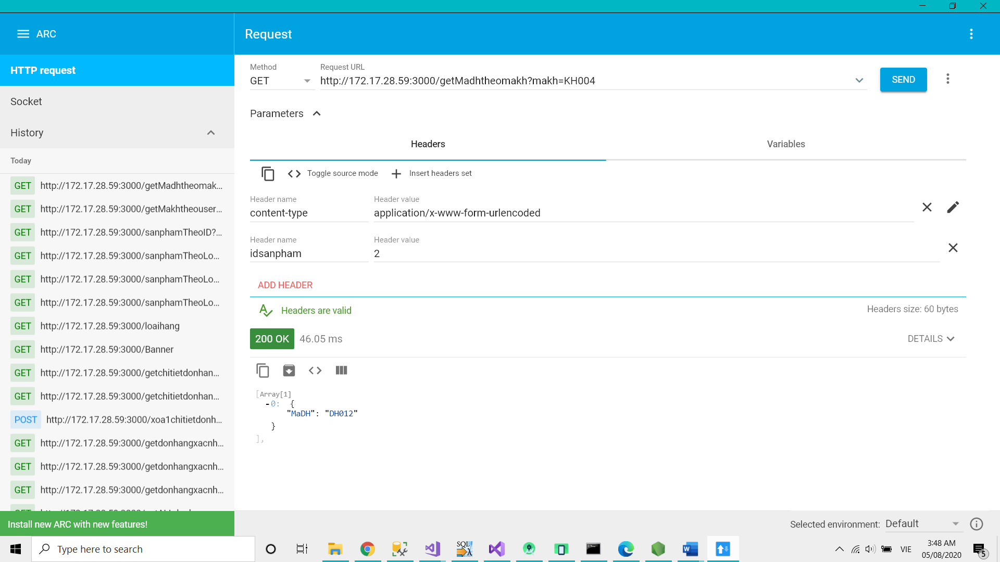 ARC
Request
HTTP request
Socket
History
Today
GET http://172.17.28.59:3000/getMadhtheomak...
GET http://172.17.28.59:3000/getMakhtheouser...
GET http://172.17.28.59:3000/sanphamTheoID?...
GET http://172.17.28.59:3000/sanphamTheoLo...
GET http://172.17.28.59:3000/sanphamTheoLo...
GET http://172.17.28.59:3000/sanphamTheoLo...
GET http://172.17.28.59:3000/loaihang
GET http://172.17.28.59:3000/Banner
GET http://172.17.28.59:3000/getchitietdonhan...
GET http://172.17.28.59:3000/getchitietdonhan...
POST http://172.17.28.59:3000/xoa1chitietdonh...
GET http://172.17.28.59:3000/getdonhangxacnh...
GET http://172.17.28.59:3000/getdonhangxacnh...
GET http://172.17.28.59:3000/getdonhangxacnh...
Install new ARC with new features!
Method
GET
Request URL
http://172.17.28.59:3000/getMadhtheomakh?makh=KH004
SEND
Parameters
Headers
Variables
Toggle source mode
Insert headers set
Header name
content-type
Header value
application/x-www-form-urlencoded
Header name
idsanpham
Header value
2
ADD HEADER
Headers are valid
Headers size: 60 bytes
200 OK
46.05 ms
DETAILS
[Array[1]
-0: {
"MaDH": "DH012"
}
],
Selected environment: Default
Type here to search
SQL
VIE
3:48 AM
05/08/2020
5